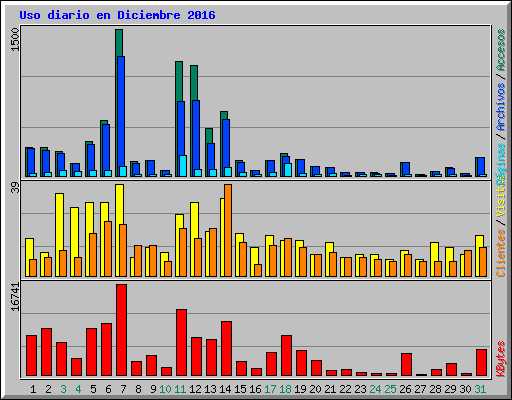 Uso diario en Diciembre 2016
1500
39
16741
Accesos / Archivos / Páginas
Visitas / Clientes
KBytes
1 2 3 4 5 6 7 8 9 10 11 12 13 14 15 16 17 18 19 20 21 22 23 24 25 26 27 28 29 30 31